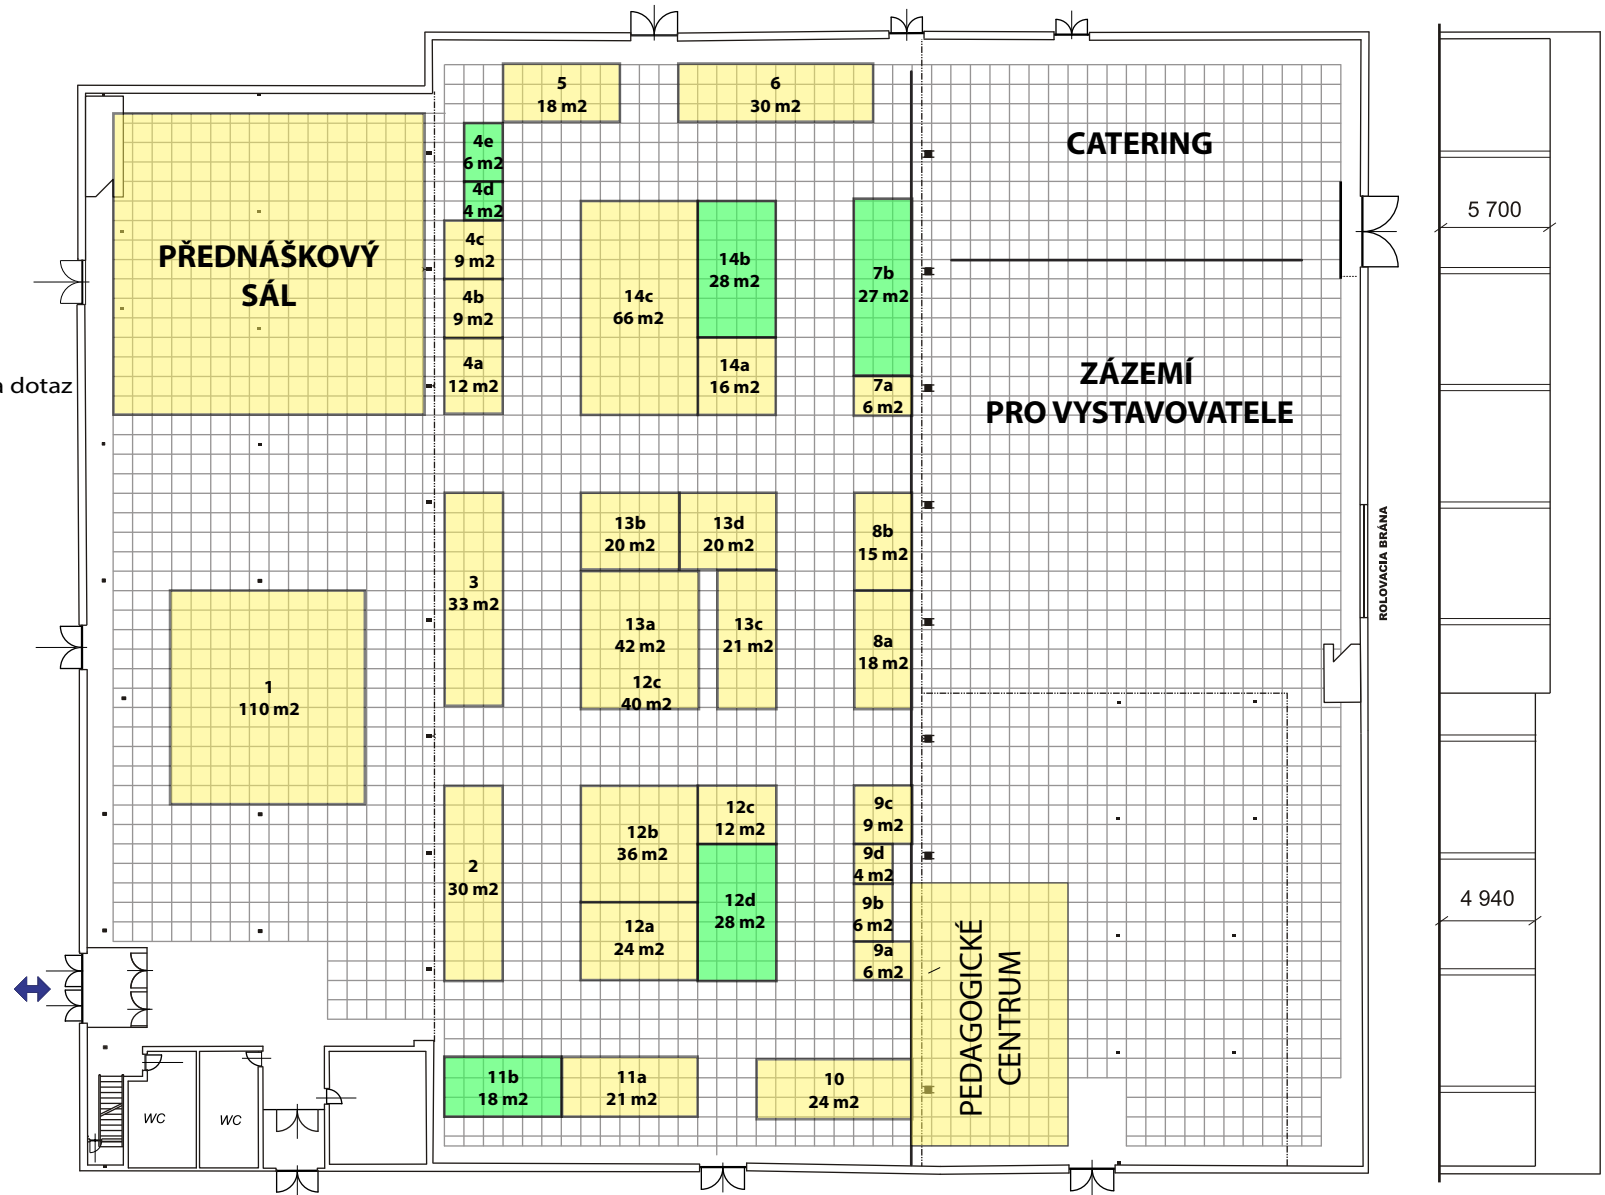 5
18 m2
6
30 m2
CATERING
4e
6 m2
4d
4 m2
4c
9 m2
4b
9 m2
4a
12 m2
PŘEDNÁŠKOVÝ
SÁL
14c
66 m2
14b
28 m2
14a
16 m2
7b
27 m2
7a
6 m2
5 700
ZÁZEMÍ
PRO VYSTAVOVATELE
dotaz
3
33 m2
13b
20 m2
13d
20 m2
13a
42 m2
12c
40 m2
13c
21 m2
8b
15 m2
8a
18 m2
ROLOVACIA BRÁNA
1
110 m2
2
30 m2
12b
36 m2
12c
12 m2
12a
24 m2
12d
28 m2
9c
9 m2
9d
4 m2
9b
6 m2
9a
6 m2
4 940
PEDAGOGICKÉ
CENTRUM
11b
18 m2
11a
21 m2
10
24 m2
WC
WC